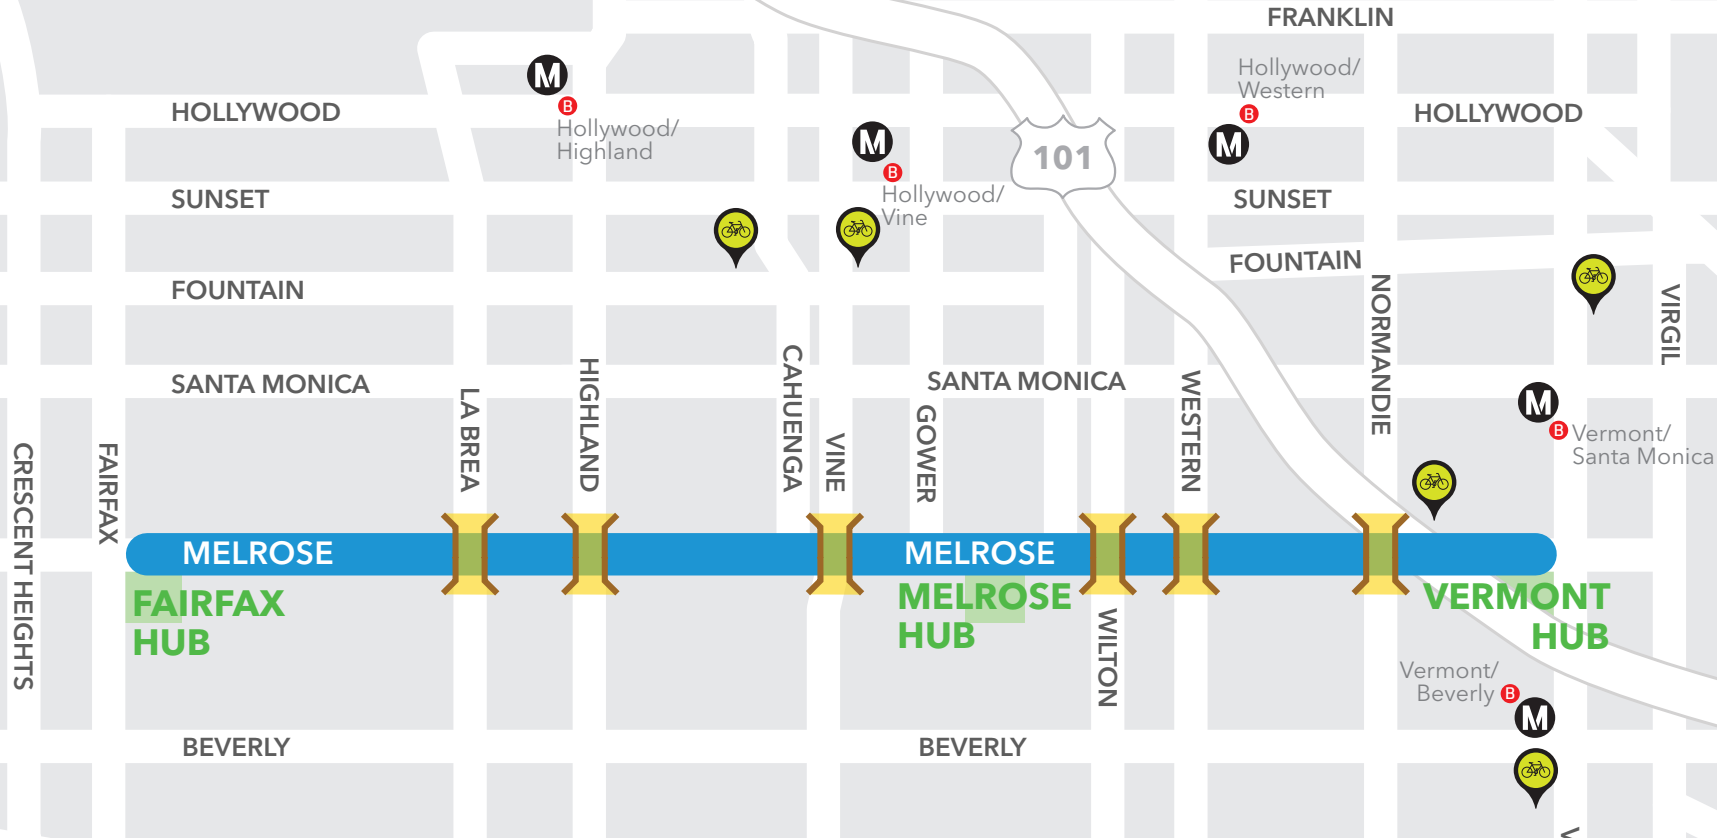 FRANKLIN
M
B
Hollywood/
Highland
Hollywood/
Western
B
M
HOLLYWOOD
HOLLYWOOD
M
B
Hollywood/
Vine
101
SUNSET
SUNSET
FOUNTAIN
FOUNTAIN
NORMANDIE
VIRGIL
SANTA MONICA
SANTA MONICA
LA BREA
HIGHLAND
CAHUENGA
VINE
GOWER
WESTERN
M
B
Vermont/
Santa Monica
CRESCENT HEIGHTS
FAIRFAX
MELROSE
MELROSE
FAIRFAX
HUB
MELROSE
HUB
WILTON
VERMONT
HUB
Vermont/
Beverly
B
M
BEVERLY
BEVERLY